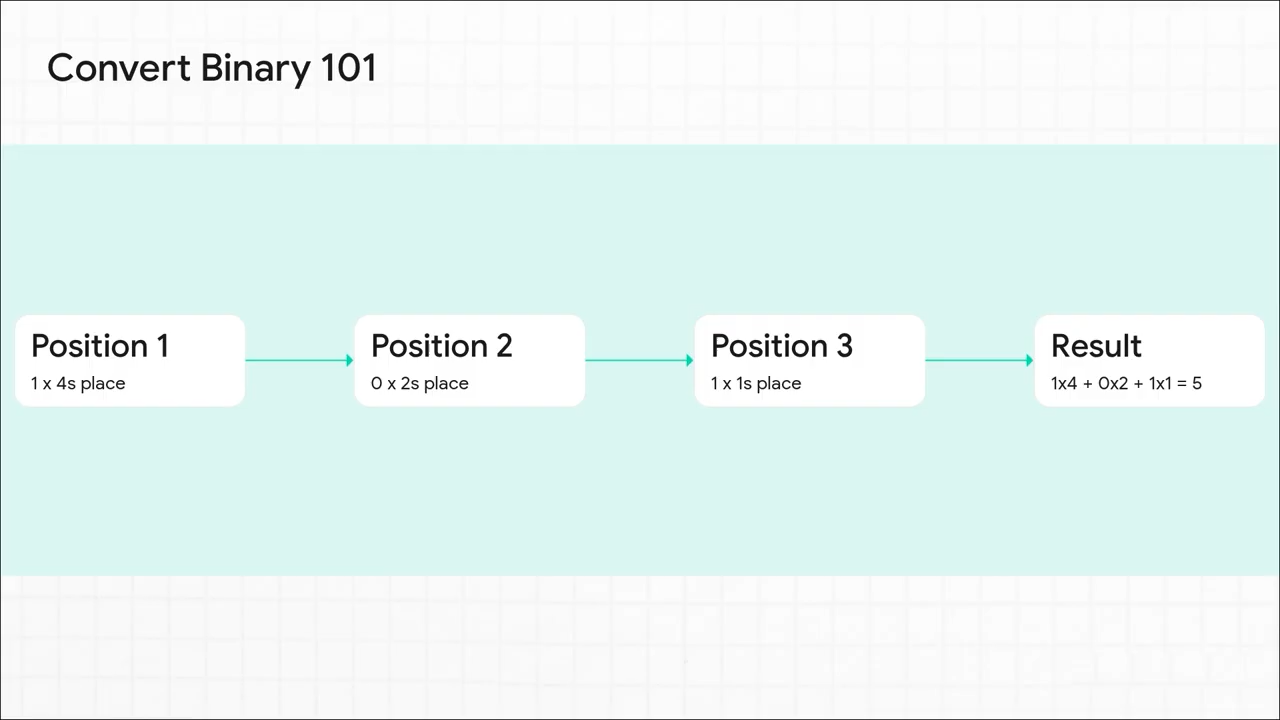 Convert Binary 101
Position 1
1 x 4s place
Position 2
0 x 2s place
Position 3
1 x 1s place
Result
1x4 + 0x2 + 1x1 = 5